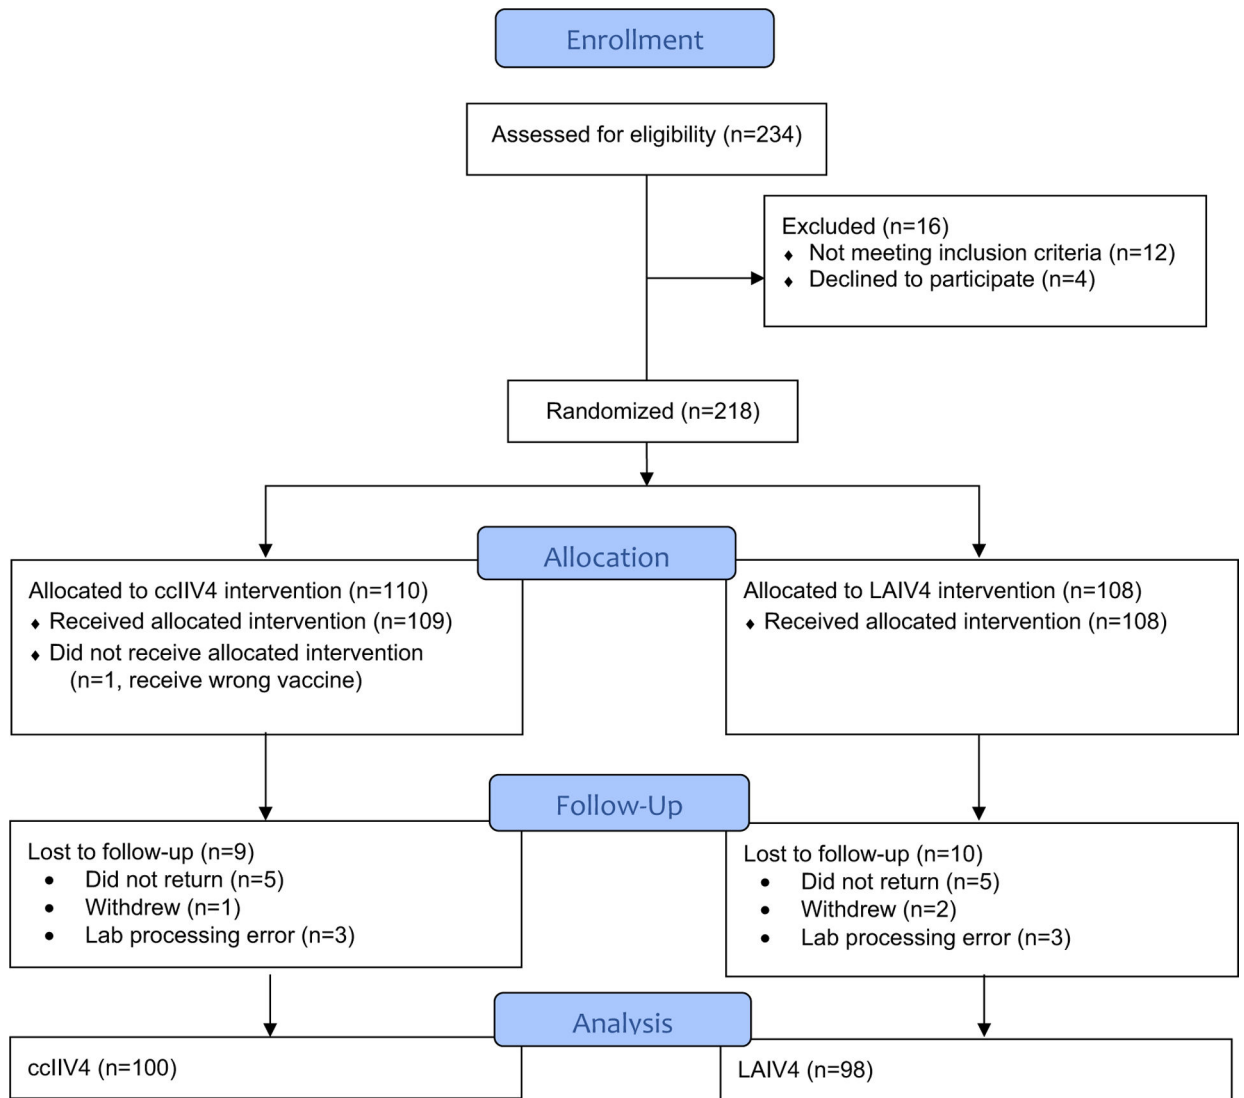 Enrollment
Assessed for eligibility (n=234)
Excluded (n=16)
♦ Not meeting inclusion criteria (n=12)
♦ Declined to participate (n=4)
Randomized (n=218)
Allocation
Allocated to ccIIV4 intervention (n=110)
♦ Received allocated intervention (n=109)
♦ Did not receive allocated intervention
(n=1, receive wrong vaccine)
Allocated to LAIV4 intervention (n=108)
♦ Received allocated intervention (n=108)
Follow-Up
Lost to follow-up (n=9)
• Did not return (n=5)
• Withdrew (n=1)
• Lab processing error (n=3)
Lost to follow-up (n=10)
• Did not return (n=5)
• Withdrew (n=2)
• Lab processing error (n=3)
Analysis
ccIIV4 (n=100)
LAIV4 (n=98)